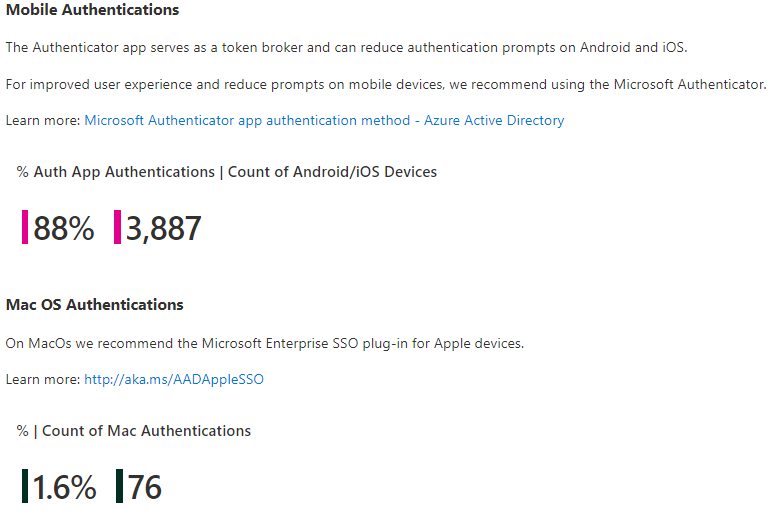 Mobile Authentications
The Authenticator app serves as a token broker and can reduce authentication prompts on Android and iOS.
For improved user experience and reduce prompts on mobile devices, we recommend using the Microsoft Authenticator.
Learn more: Microsoft Authenticator app authentication method - Azure Active Directory
% Auth App Authentications | Count of Android/iOS Devices
88% 3,887
Mac OS Authentications
On MacOs we recommend the Microsoft Enterprise SSO plug-in for Apple devices.
Learn more: http://aka.ms/AADAppleSSO
% | Count of Mac Authentications
1.6% 76